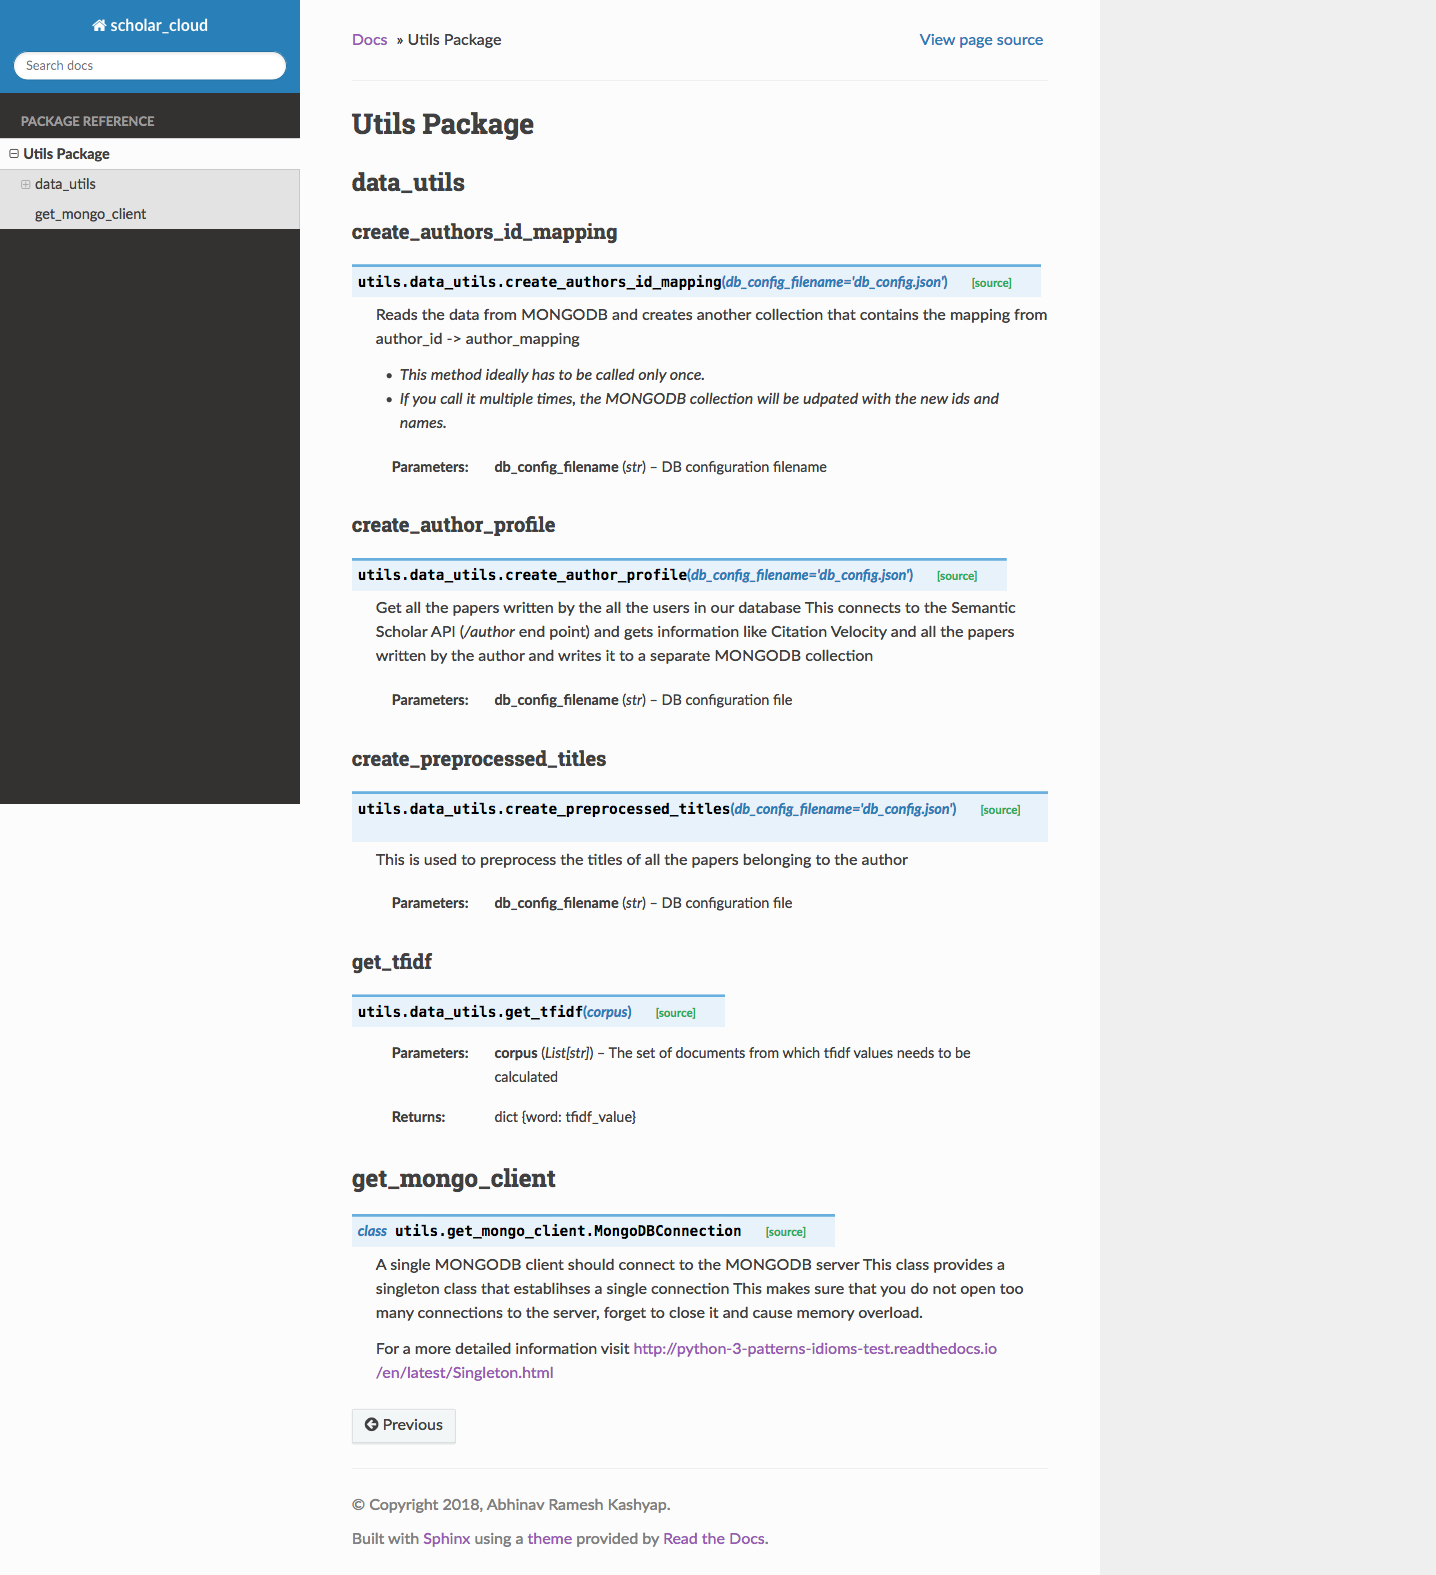 scholar_cloud
Search docs
PACKAGE REFERENCE
Utils Package
data_utils
get_mongo_client
Docs » Utils Package
View page source
Utils Package
data_utils
create_authors_id_mapping
utils.data_utils.create_authors_id_mapping(db_config_filename='db_config.json') [source]
Reads the data from MONGODB and creates another collection that contains the mapping from
author_id -> author_mapping
• This method ideally has to be called only once.
• If you call it multiple times, the MONGODB collection will be udpated with the new ids and
names.
Parameters: db_config_filename (str) – DB configuration filename
create_author_profile
utils.data_utils.create_author_profile(db_config_filename='db_config.json') [source]
Get all the papers written by the all the users in our database This connects to the Semantic
Scholar API (/author end point) and gets information like Citation Velocity and all the papers
written by the author and writes it to a separate MONGODB collection
Parameters: db_config_filename (str) – DB configuration file
create_preprocessed_titles
utils.data_utils.create_preprocessed_titles(db_config_filename='db_config.json') [source]
This is used to preprocess the titles of all the papers belonging to the author
Parameters: db_config_filename (str) – DB configuration file
get_tfidf
utils.data_utils.get_tfidf(corpus) [source]
Parameters: corpus (List[str]) – The set of documents from which tfidf values needs to be
calculated
Returns: dict {word: tfidf_value}
get_mongo_client
class utils.get_mongo_client.MongoDBConnection [source]
A single MONGODB client should connect to the MONGODB server This class provides a
singleton class that establihses a single connection This makes sure that you do not open too
many connections to the server, forget to close it and cause memory overload.
For a more detailed information visit http://python-3-patterns-idioms-test.readthedocs.io
/en/latest/Singleton.html
Previous
© Copyright 2018, Abhinav Ramesh Kashyap.
Built with Sphinx using a theme provided by Read the Docs.